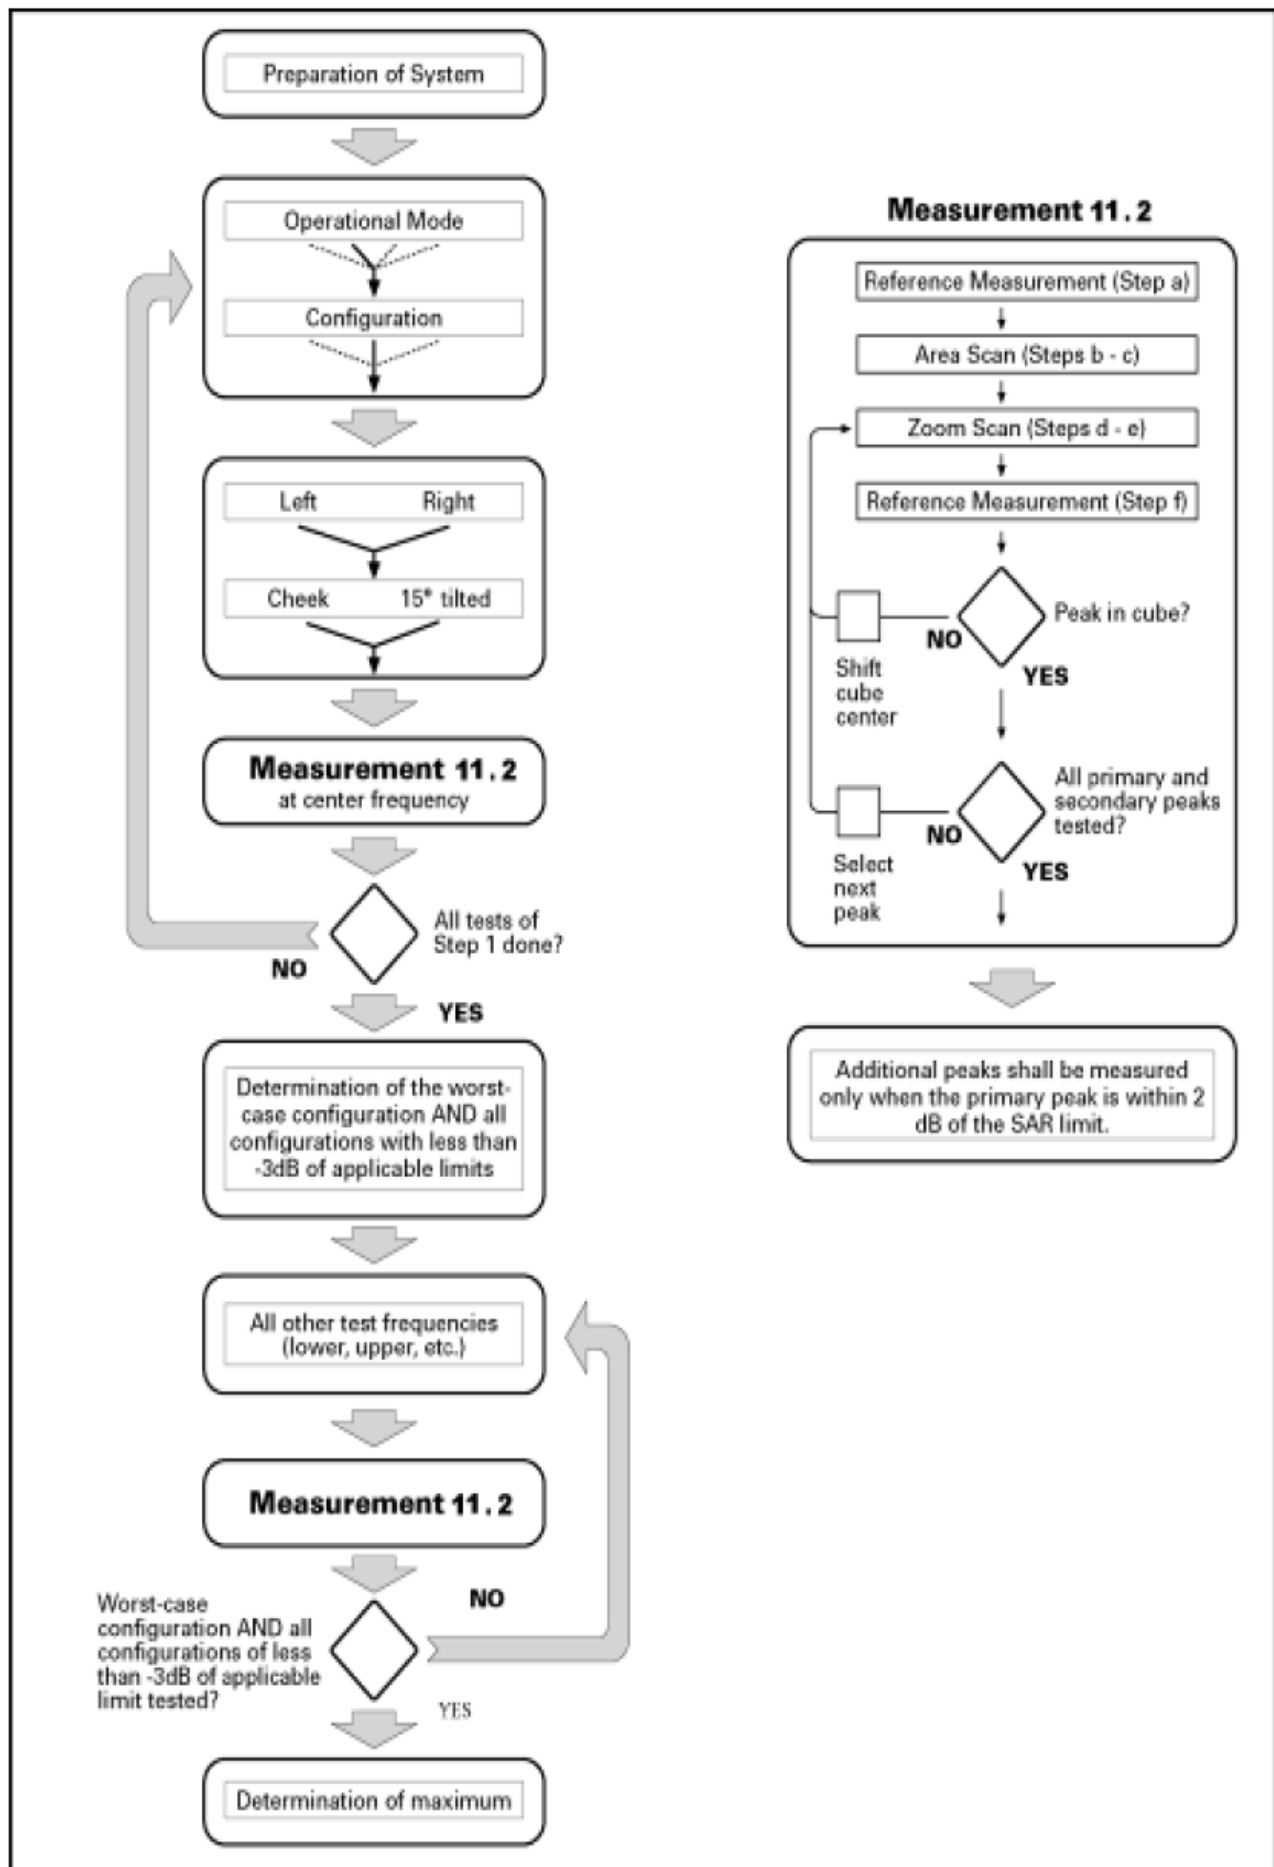 Preparation of System
Operational Mode
Configuration
Left Right
Cheek 15° tilted
Measurement 11.2
at center frequency
All tests of
Step 1 done?
NO
YES
Determination of the worst-
case configuration AND all
configurations with less than
-3dB of applicable limits
All other test frequencies
(lower, upper, etc.)
Measurement 11.2
NO
Worst-case
configuration AND all
configurations of less
than -3dB of applicable
limit tested?
YES
Determination of maximum
Measurement 11.2
Reference Measurement (Step a)
Area Scan (Steps b - c)
Zoom Scan (Steps d - e)
Reference Measurement (Step f)
Peak in cube?
NO
Shift
cube
center
YES
All primary and
secondary peaks
tested?
NO
Select
next
peak
YES
Additional peaks shall be measured
only when the primary peak is within 2
dB of the SAR limit.